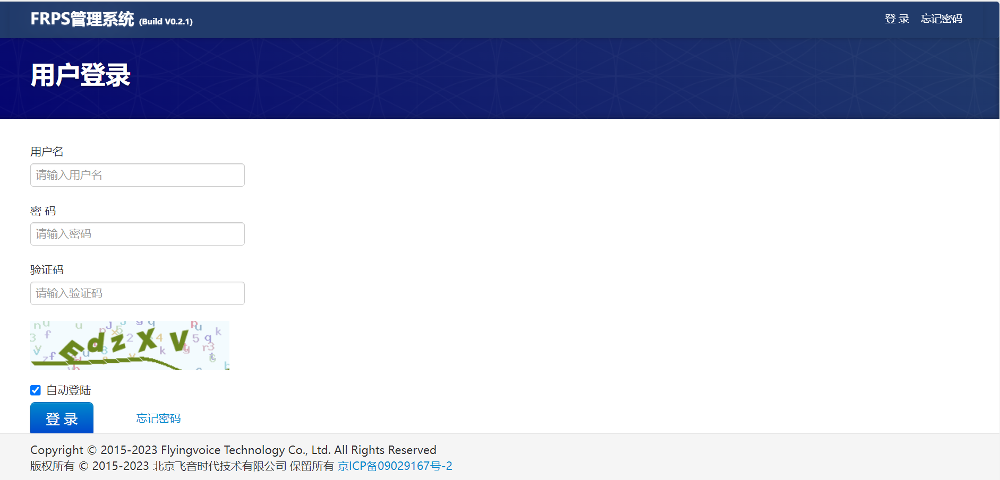 FRPS管理系统 (Build V0.2.1)
登 录 忘记密码
用户登录
用户名
请输入用户名
密 码
请输入密码
验证码
请输入验证码
EdzXV
自动登陆
登 录
忘记密码
Copyright © 2015-2023 Flyingvoice Technology Co., Ltd. All Rights Reserved
版权所有 © 2015-2023 北京飞音时代技术有限公司 保留所有 京ICP备09029167号-2